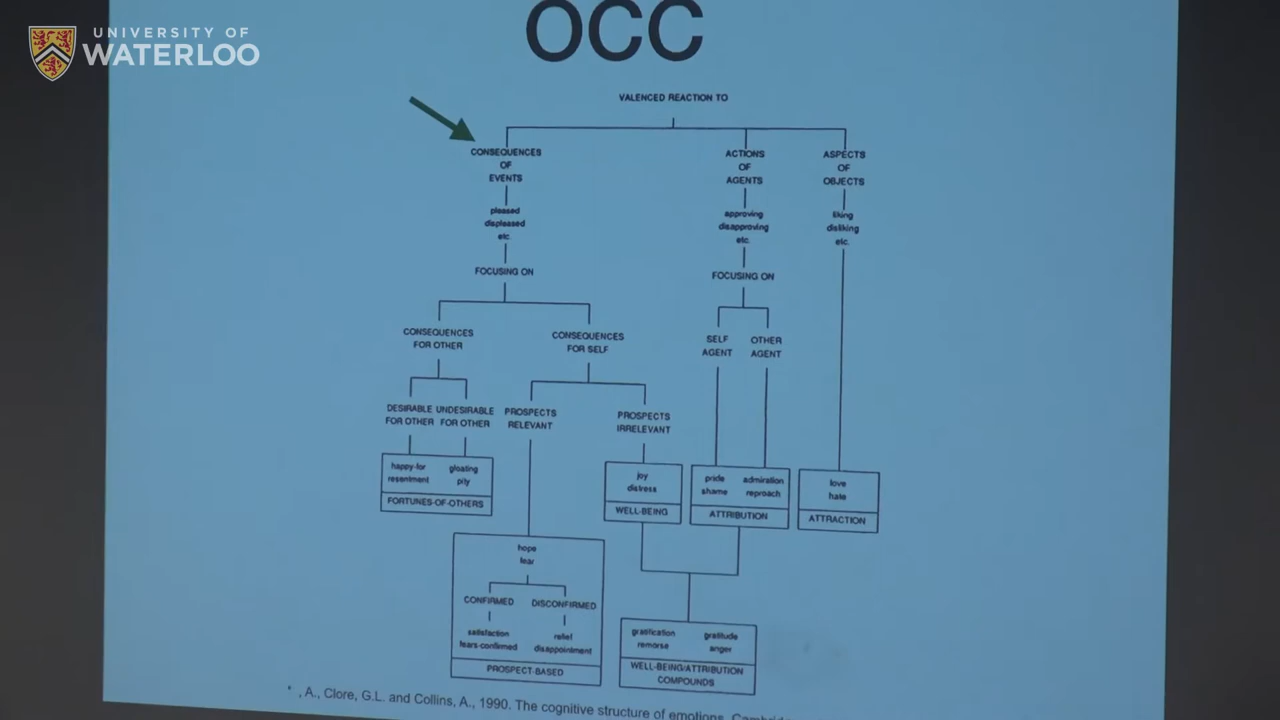 UNIVERSITY OF
WATERLOO
OCC
VALENCED REACTION TO
CONSEQUENCES
OF
EVENTS
ACTIONS
OF
AGENTS
ASPECTS
OF
OBJECTS
pleased
displeased
etc.
approving
disapproving
etc.
liking
disliking
etc.
FOCUSING ON
FOCUSING ON
CONSEQUENCES
FOR OTHER
CONSEQUENCES
FOR SELF
SELF
AGENT
OTHER
AGENT
DESIRABLE
FOR OTHER
UNDESIRABLE
FOR OTHER
PROSPECTS
RELEVANT
PROSPECTS
IRRELEVANT
happy-for
resentment
gloating
pity
FORTUNES-OF-OTHERS
joy
distress
WELL-BEING
pride
shame
admiration
reproach
ATTRIBUTION
love
hate
ATTRACTION
hope
fear
CONFIRMED
DISCONFIRMED
satisfaction
fears-confirmed
relief
disappointment
PROSPECT-BASED
gratification
remorse
gratitude
anger
WELL-BEING/ATTRIBUTION
COMPOUNDS
, A., Clore, G.L. and Collins, A., 1990. The cognitive structure of emotions.